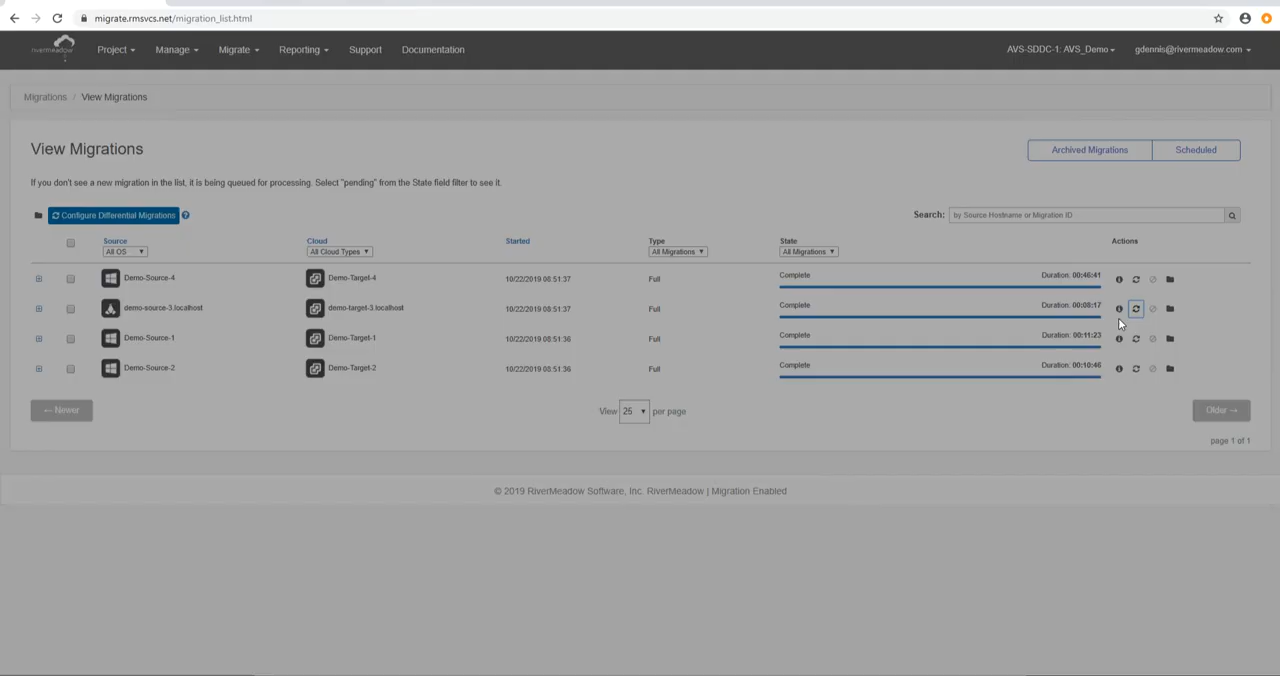 migrate.rmsvcs.net/migration_list.html
rivermeadow Project Manage Migrate Reporting Support Documentation AVS-SDDC-1: AVS_Demo gdennis@rivermeadow.com
Migrations / View Migrations
View Migrations
Archived Migrations Scheduled
If you don't see a new migration in the list, it is being queued for processing. Select "pending" from the State field filter to see it.
Configure Differential Migrations ? Search: by Source Hostname or Migration ID
Source Cloud Started Type State Actions
All OS All Cloud Types All Migrations All Migrations
Demo-Source-4 Demo-Target-4 10/22/2019 08:51:37 Full Complete Duration: 00:46:41
demo-source-3.localhost demo-target-3.localhost 10/22/2019 08:51:37 Full Complete Duration: 00:08:17
Demo-Source-1 Demo-Target-1 10/22/2019 08:51:36 Full Complete Duration: 00:11:23
Demo-Source-2 Demo-Target-2 10/22/2019 08:51:36 Full Complete Duration: 00:10:46
← Newer View 25 per page Older →
page 1 of 1
© 2019 RiverMeadow Software, Inc. RiverMeadow | Migration Enabled